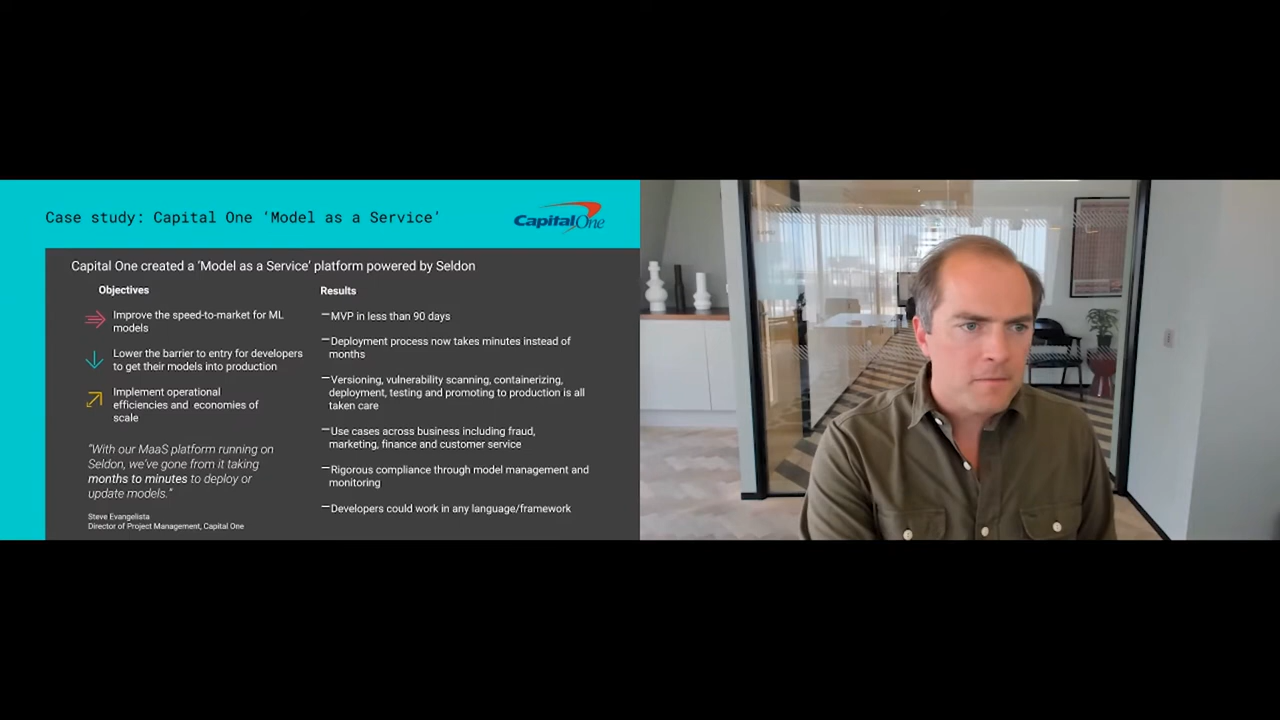 Case study: Capital One ‘Model as a Service’
CapitalOne
Capital One created a ‘Model as a Service’ platform powered by Seldon
Objectives
Improve the speed-to-market for ML
models
Lower the barrier to entry for developers
to get their models into production
Implement operational
efficiencies and economies of
scale
“With our MaaS platform running on
Seldon, we’ve gone from it taking
months to minutes to deploy or
update models.”
Steve Evangelista
Director of Project Management, Capital One
Results
—MVP in less than 90 days
—Deployment process now takes minutes instead of
months
—Versioning, vulnerability scanning, containerizing,
deployment, testing and promoting to production is all
taken care
—Use cases across business including fraud,
marketing, finance and customer service
—Rigorous compliance through model management and
monitoring
—Developers could work in any language/framework